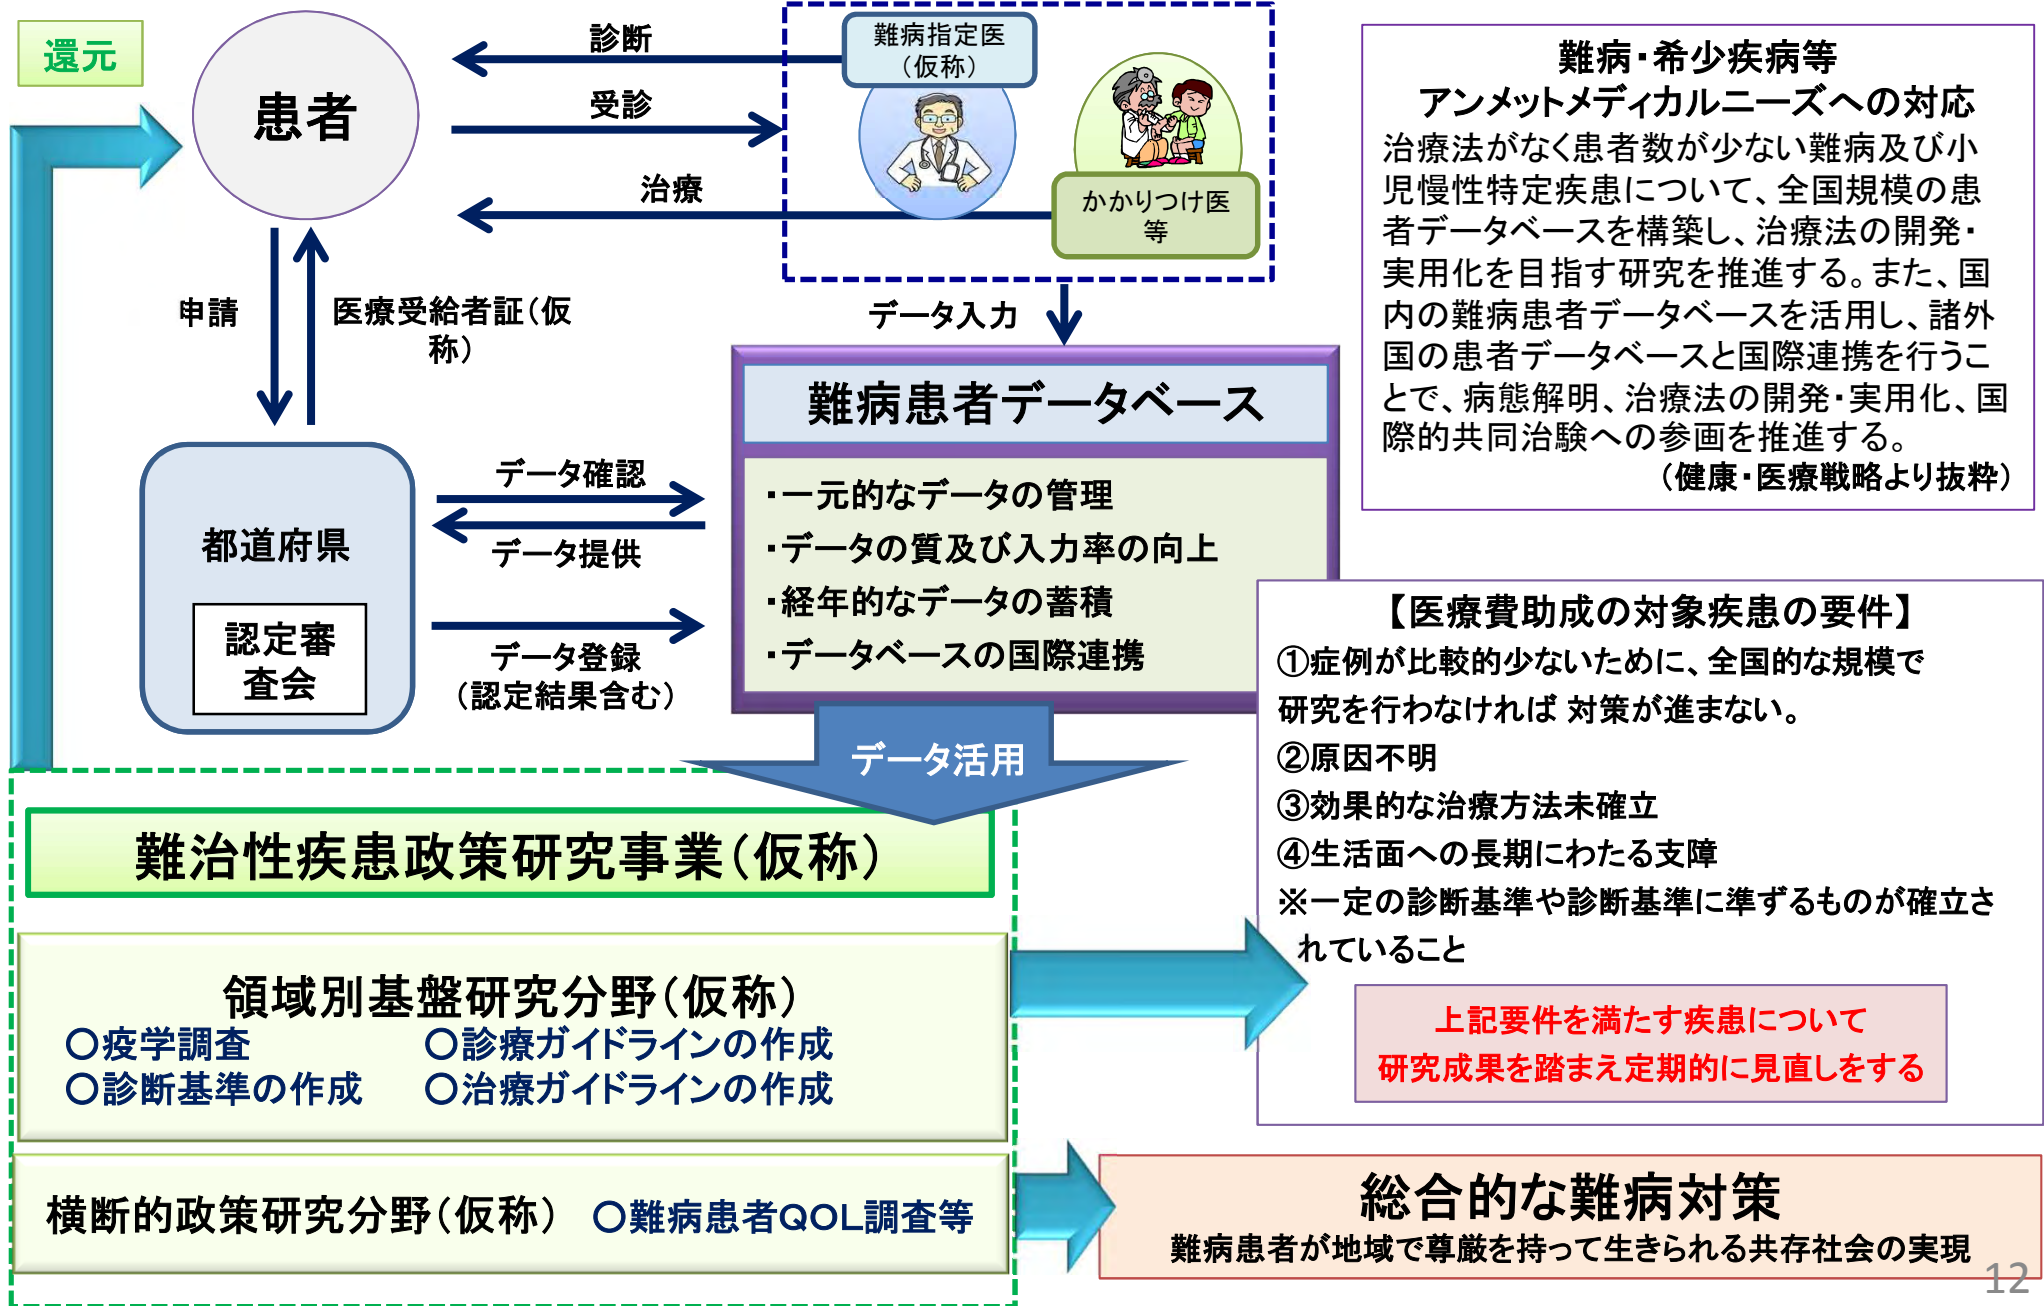 還元
患者
診断
受診
治療
難病指定医
（仮称）
かかりつけ医
等
申請
医療受給者証（仮
称）
データ入力
難病・希少疾病等
アンメットメディカルニーズへの対応
治療法がなく患者数が少ない難病及び小
児慢性特定疾患について、全国規模の患
者データベースを構築し、治療法の開発・
実用化を目指す研究を推進する。また、国
内の難病患者データベースを活用し、諸外
国の患者データベースと国際連携を行うこ
とで、病態解明、治療法の開発・実用化、国
際的共同治験への参画を推進する。
（健康・医療戦略より抜粋）
都道府県
認定審
査会
データ確認
データ提供
データ登録
（認定結果含む）
難病患者データベース
・一元的なデータの管理
・データの質及び入力率の向上
・経年的なデータの蓄積
・データベースの国際連携
データ活用
【医療費助成の対象疾患の要件】
①症例が比較的少ないために、全国的な規模で
研究を行わなければ 対策が進まない。
②原因不明
③効果的な治療方法未確立
④生活面への長期にわたる支障
※一定の診断基準や診断基準に準ずるものが確立さ
れていること
上記要件を満たす疾患について
研究成果を踏まえ定期的に見直しをする
難治性疾患政策研究事業（仮称）
領域別基盤研究分野（仮称）
○疫学調査 ○診療ガイドラインの作成
○診断基準の作成 ○治療ガイドラインの作成
横断的政策研究分野（仮称） ○難病患者QOL調査等
総合的な難病対策
難病患者が地域で尊厳を持って生きられる共存社会の実現
12